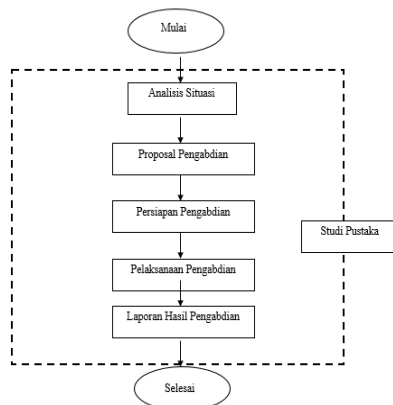 Mulai
Analisis Situasi
Proposal Pengabdian
Persiapan Pengabdian
Studi Pustaka
Pelaksanaan Pengabdian
Laporan Hasil Pengabdian
Selesai